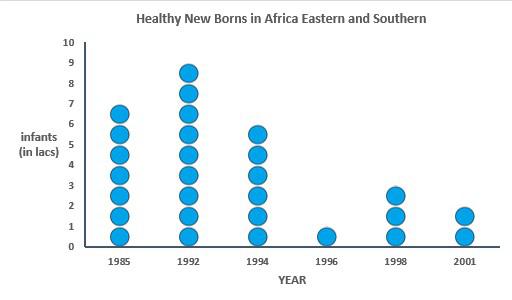 Healthy New Borns in Africa Eastern and Southern
10
9
8
7
6
5
4
3
2
1
0
infants
(in lacs)
1985 1992 1994 1996 1998 2001
YEAR